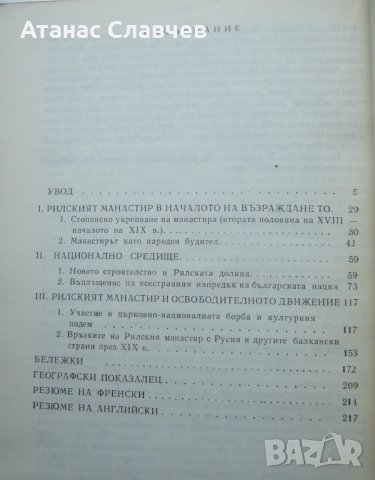 Атанас Славчев
УВОД 5
I. РИЛСКИЯТ МАНАСТИР В НАЧАЛОТО НА ВЪЗРАЖДАНЕ ТО. 29
1. Стопанско укрепване на манастира (втората половина на XVIII —
началото на XIX в.) 30
2. Манастирът като народен будител 42
II. НАЦИОНАЛНО СРЕДИЩЕ 59
1. Новото строителство в Рилската долина. 59
2. Въплъщение на всестранния напредък на българската нация 73
III. РИЛСКИЯТ МАНАСТИР И ОСВОБОДИТЕЛНОТО ДВИЖЕНИЕ 117
1. Участие в църковно-националната борба и културния
подем 117
2. Връзките на Рилския манастир с Русия и другите балкански
страни през XIX в. 153
БЕЛЕЖКИ 172
ГЕОГРАФСКИ ПОКАЗАЛЕЦ 209
РЕЗЮМЕ НА ФРЕНСКИ 214
РЕЗЮМЕ НА АНГЛИЙСКИ 217
BAZAR